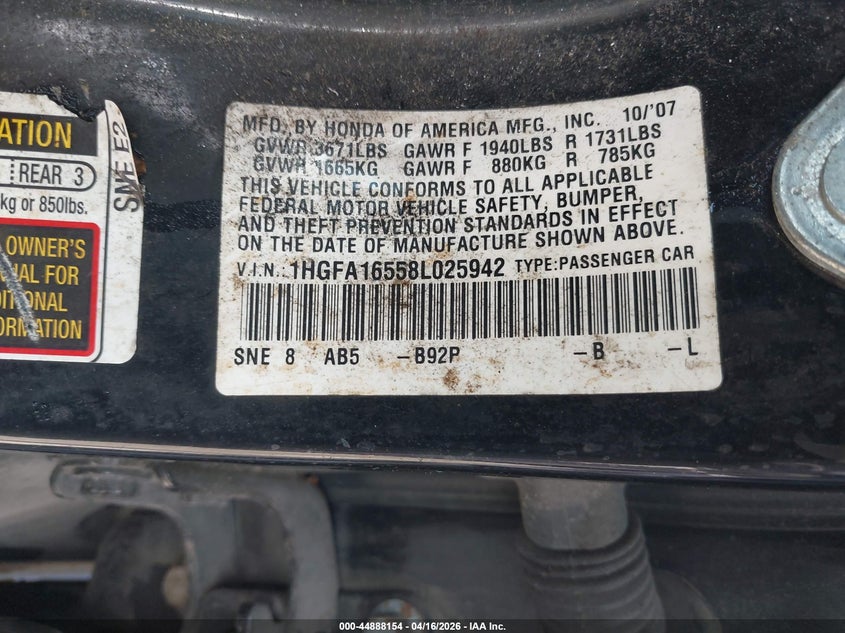 ATION
REAR 3
kg or 850lbs.
OWNER'S
FOR
INFORMATION
SNE E2
MFD. BY HONDA OF AMERICA MFG., INC. 10/'07
GVWR 3671LBS GAWR F 1940LBS R 1731LBS
GVWR 1665KG GAWR F 880KG R 785KG
THIS VEHICLE CONFORMS TO ALL APPLICABLE
FEDERAL MOTOR VEHICLE SAFETY, BUMPER,
AND THEFT PREVENTION STANDARDS IN EFFECT
ON THE DATE OF MANUFACTURE SHOWN ABOVE.
V.I.N.: 1HGFA16558L025942 TYPE:PASSENGER CAR
SNE 8 AB5 -B92P -B -L
000-44888154 - 04/16/2026 - IAA Inc.